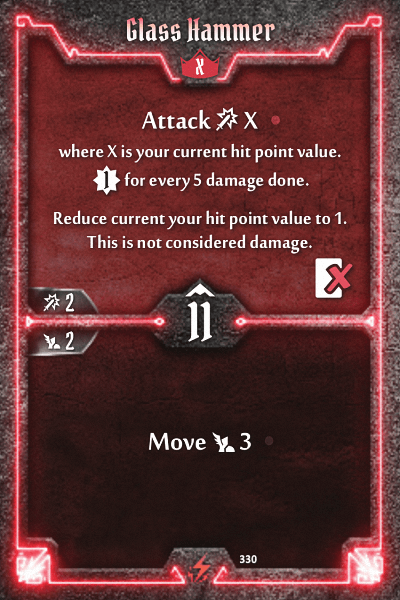 Glass Hammer
X
Attack X
where X is your current hit point value.
1 for every 5 damage done.
Reduce current your hit point value to 1.
This is not considered damage.
2
11
2
Move 3
330